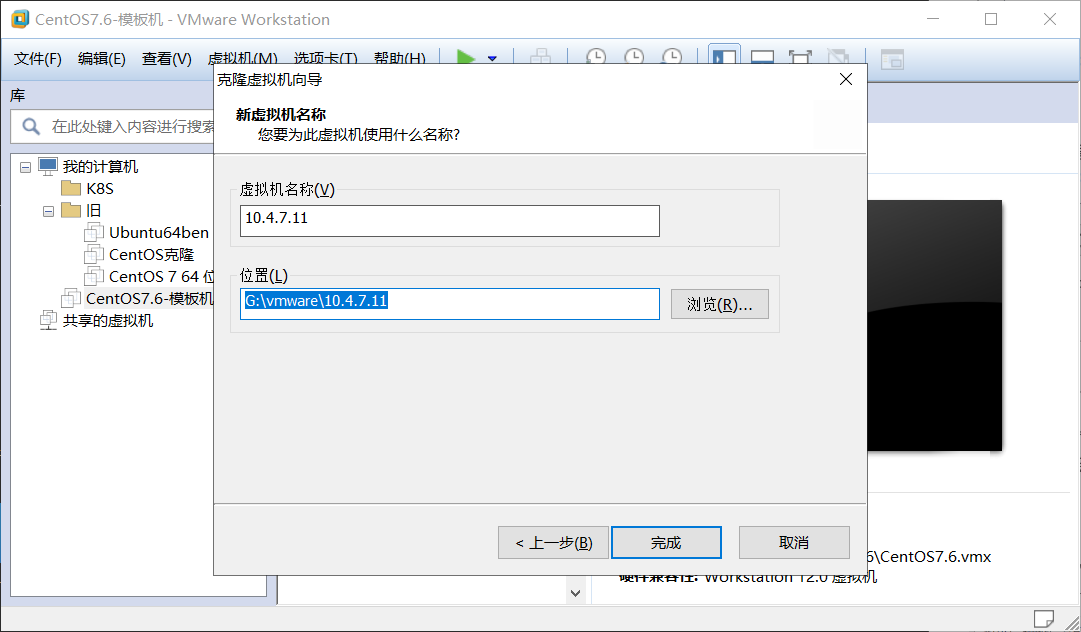 CentOS7.6-模板机 - VMware Workstation
文件(F) 编辑(E) 查看(V) 虚拟机(M) 选项卡(T) 帮助(H)
库
在此处键入内容进行搜索
我的计算机
K8S
旧
Ubuntu64ben
CentOS克隆
CentOS 7 64 位
CentOS7.6-模板机
共享的虚拟机
克隆虚拟机向导
新虚拟机名称
您要为此虚拟机使用什么名称?
虚拟机名称(V)
10.4.7.11
位置(L)
G:\vmware\10.4.7.11
浏览(R)...
< 上一步(B) 完成 取消
6\CentOS7.6.vmx
硬件兼容性: Workstation 12.0 虚拟机